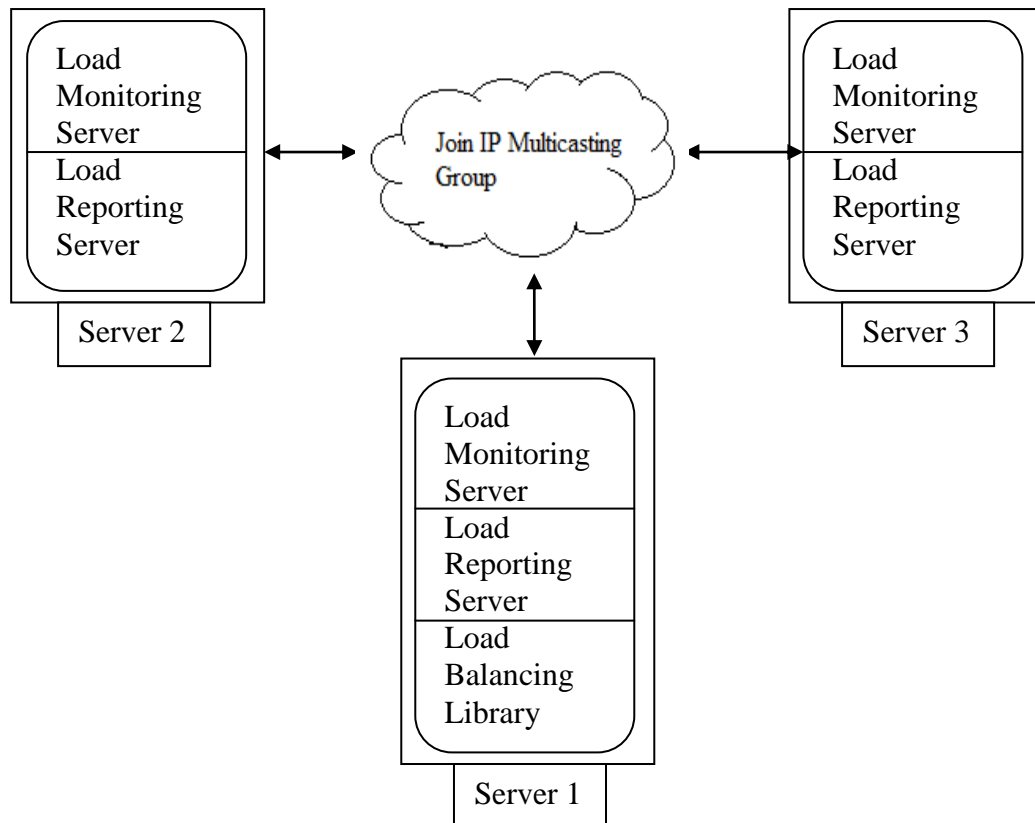 Load
Monitoring
Server
Load
Reporting
Server
Server 2
Join IP Multicasting
Group
Load
Monitoring
Server
Load
Reporting
Server
Server 3
Load
Monitoring
Server
Load
Reporting
Server
Load
Balancing
Library
Server 1